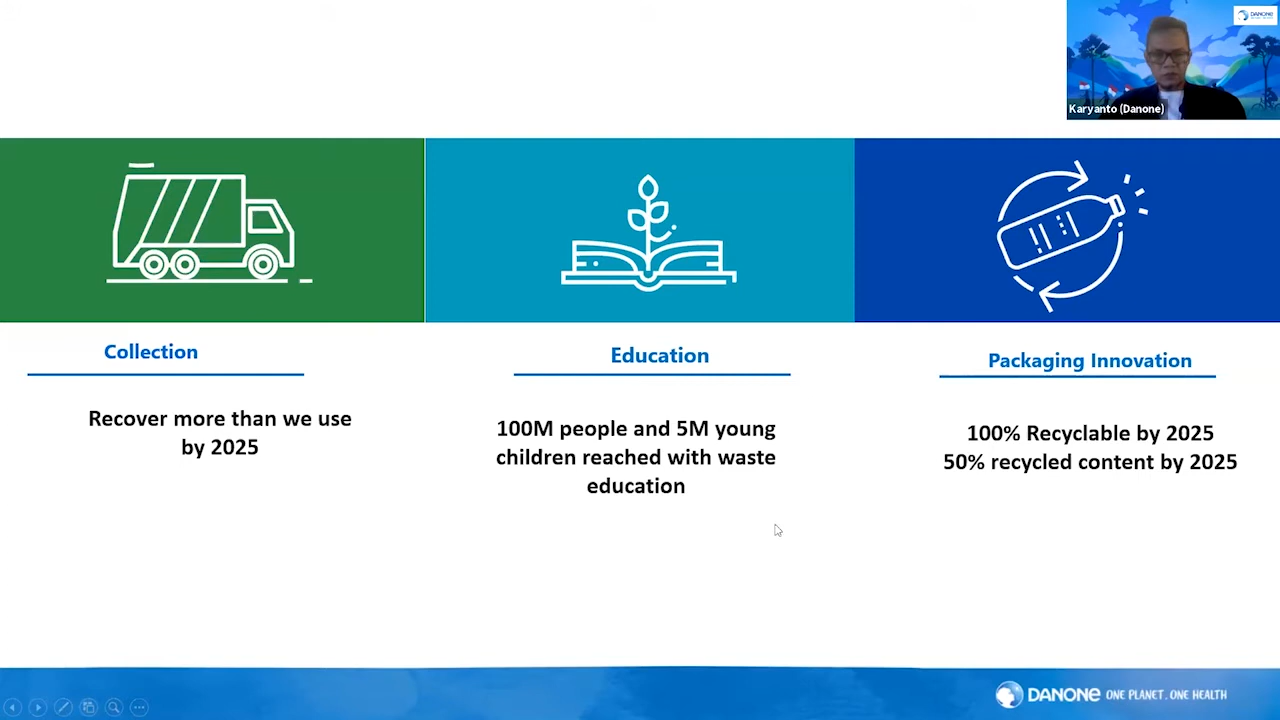 DANONE
Karyanto (Danone)
Collection
Recover more than we use
by 2025
Education
100M people and 5M young
children reached with waste
education
Packaging Innovation
100% Recyclable by 2025
50% recycled content by 2025
DANONE ONE PLANET. ONE HEALTH